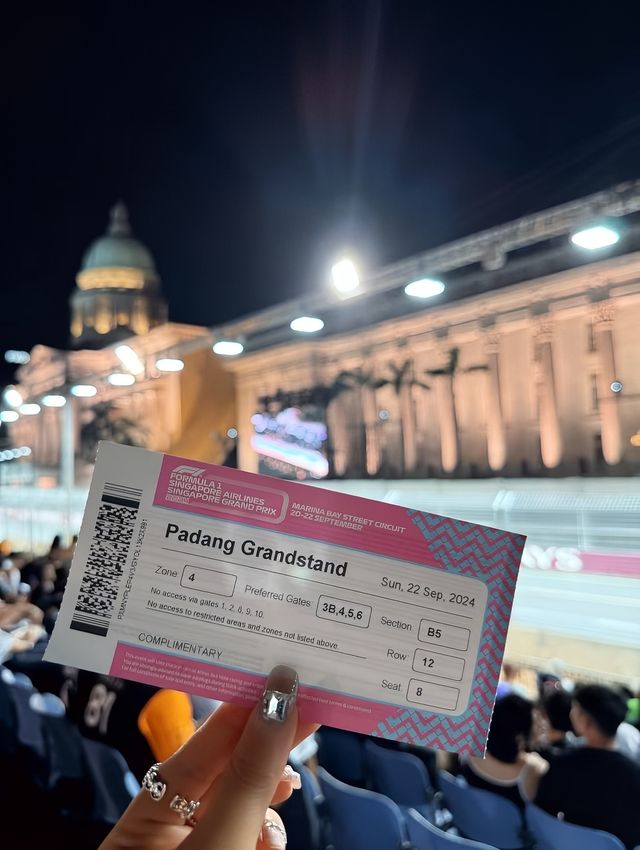 FORMULA 1
SINGAPORE AIRLINES
SINGAPORE GRAND PRIX
MARINA BAY STREET CIRCUIT
20-22 SEPTEMBER
Padang Grandstand
Sun, 22 Sep, 2024
Zone 4
Preferred Gates 3B,4,5,6
Section B5
No access via gates 1, 2, 8, 9, 10
No access to restricted areas and zones not listed above
Row 12
Seat 8
COMPLIMENTARY
81